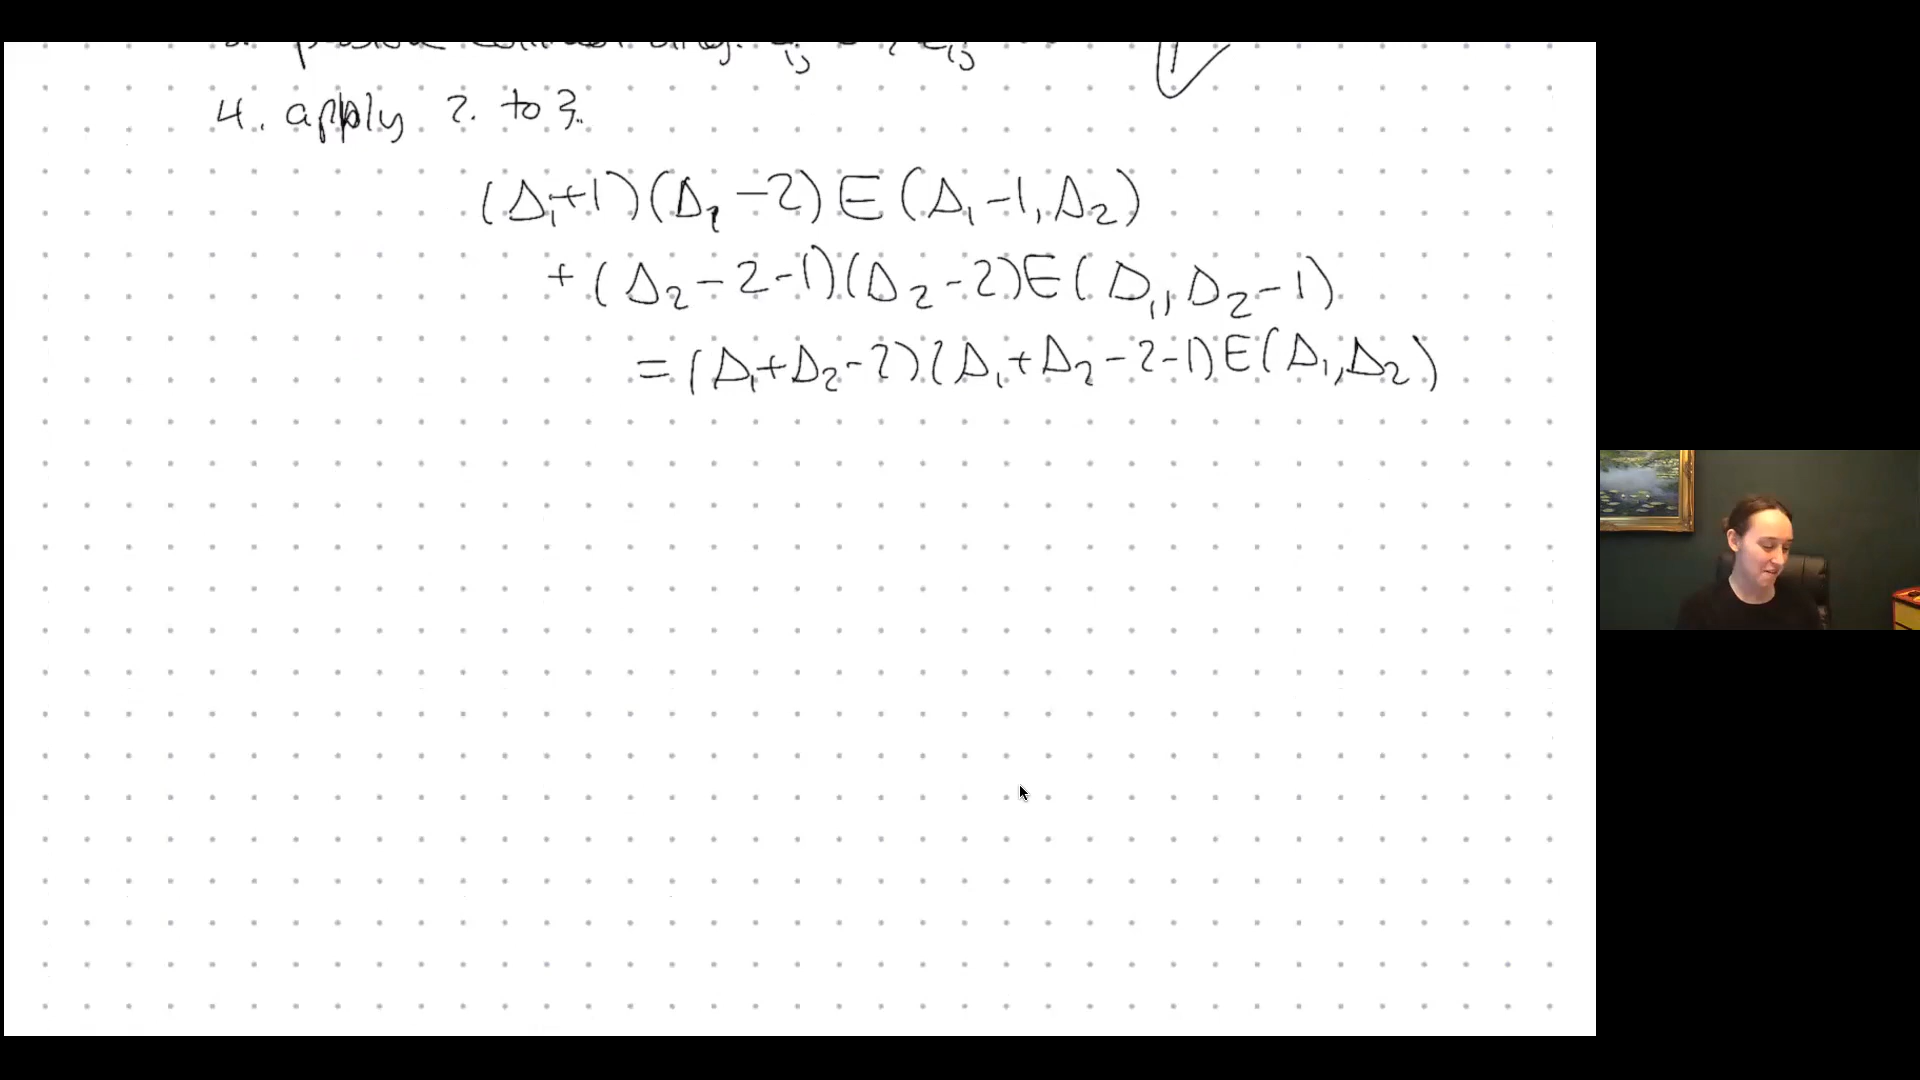 4. apply 2. to 3.
(Δ₁+1)(Δ₁-2)E(Δ₁-1,Δ₂)
+(Δ₂-2-1)(Δ₂-2)E(Δ₁,Δ₂-1)
=(Δ₁+Δ₂-2)(Δ₁+Δ₂-2-1)E(Δ₁,Δ₂)